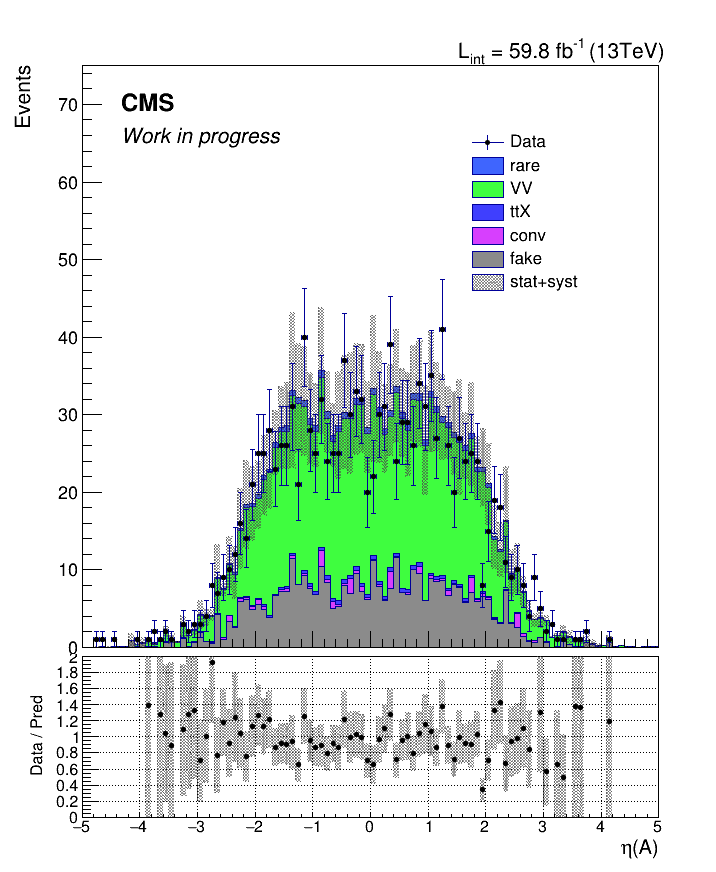 L_int = 59.8 fb^-1 (13TeV)
Events
CMS
Work in progress
Data
rare
VV
ttX
conv
fake
stat+syst
70
60
50
40
30
20
10
0
Data / Pred
2
1.8
1.6
1.4
1.2
1
0.8
0.6
0.4
0.2
0
−5 −4 −3 −2 −1 0 1 2 3 4 5
η(A)